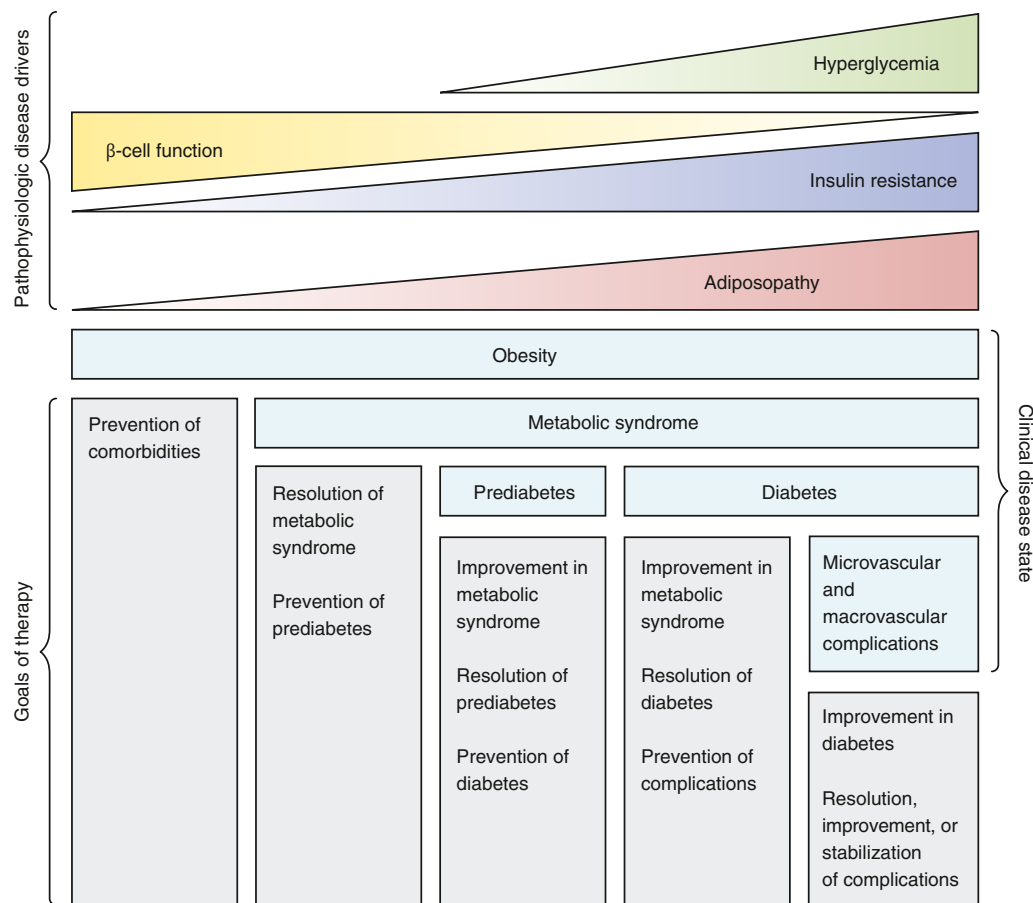 Pathophysiologic disease drivers
Hyperglycemia
β-cell function
Insulin resistance
Adiposopathy
Obesity
Clinical disease state
Goals of therapy
Prevention of
comorbidities
Metabolic syndrome
Resolution of
metabolic
syndrome
Prevention of
prediabetes
Prediabetes
Improvement in
metabolic
syndrome
Resolution of
prediabetes
Prevention of
diabetes
Diabetes
Improvement in
metabolic
syndrome
Resolution of
diabetes
Prevention of
complications
Microvascular
and
macrovascular
complications
Improvement in
diabetes
Resolution,
improvement, or
stabilization
of complications